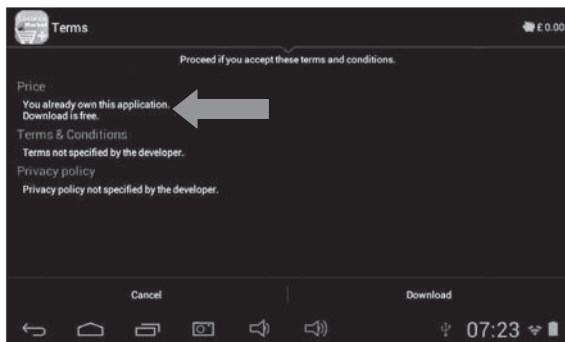 Terms
£ 0.00
Proceed if you accept these terms and conditions.
Price
You already own this application.
Download is free.
Terms & Conditions
Terms not specified by the developer.
Privacy policy
Privacy policy not specified by the developer.
Cancel
Download
07:23